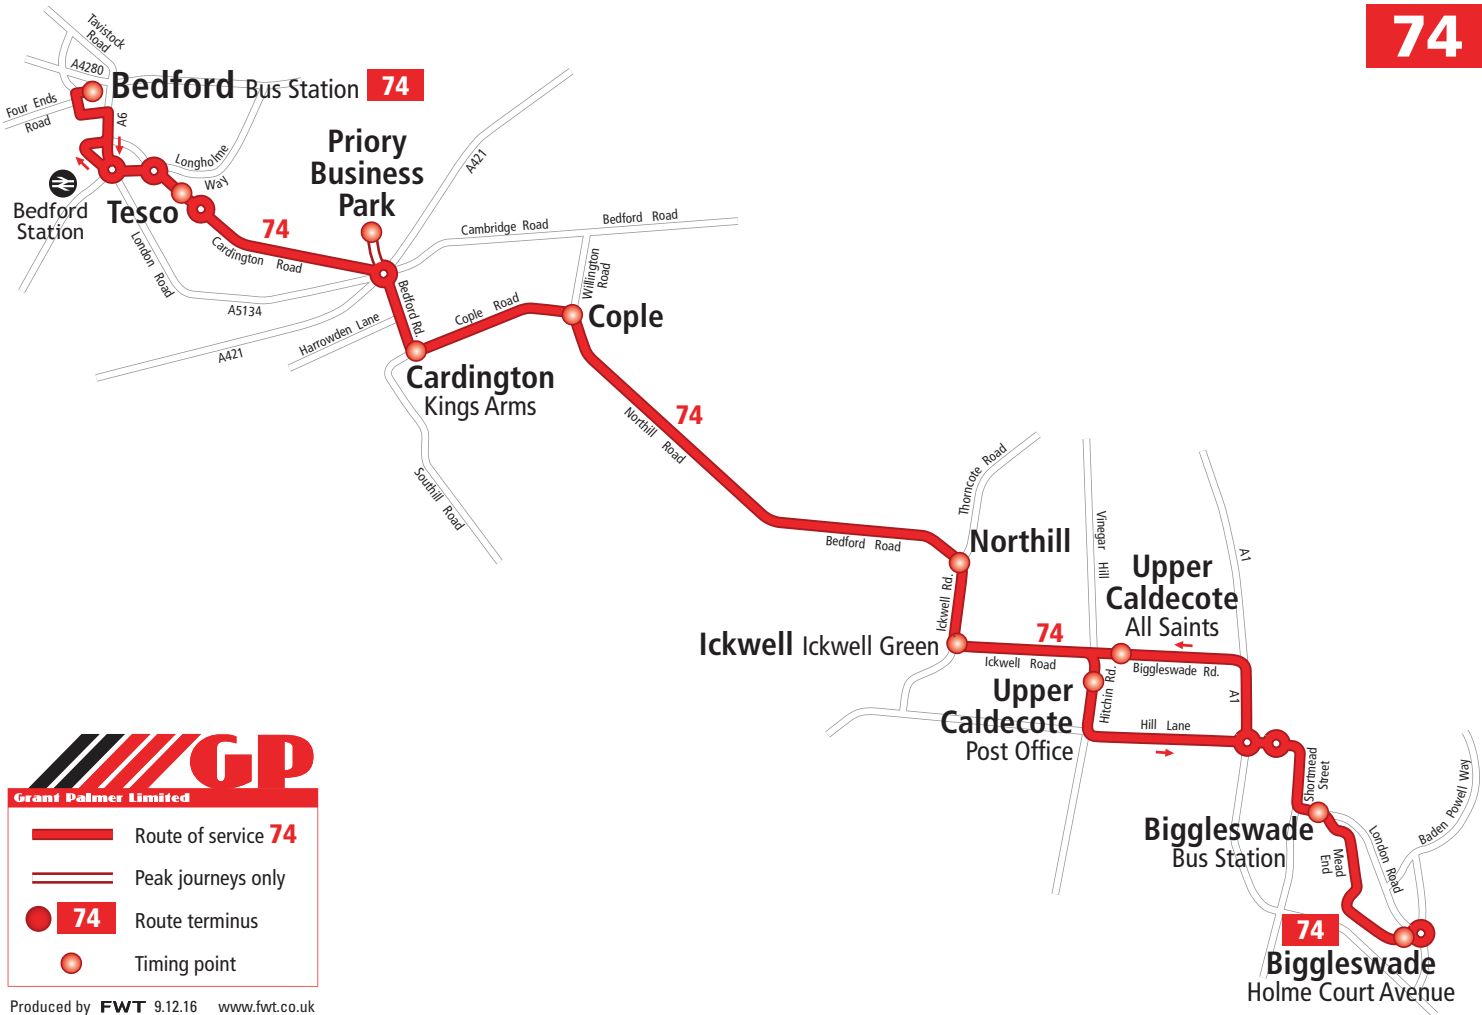 74
Tavistock
Road
A4280
Bedford Bus Station 74
Four Ends
Road
A6
Longholme
Way
Bedford
Station
Tesco
74
Cardington Road
London Road
A5134
A421
Harrowden Lane
Priory
Business
Park
A421
Cambridge Road
Bedford Road
Willington
Road
Bedford Rd.
Cople Road
Cople
Cardington
Kings Arms
Southill Road
74
Northill Road
Bedford Road
Thorncote Road
Northill
Ickwell Rd.
Ickwell Ickwell Green
74
Ickwell Road
Vinegar Hill
Upper
Caldecote
All Saints
A1
Biggleswade Rd.
Hitchin Rd.
A1
Upper
Caldecote
Post Office
Hill Lane
Shortmead
Street
Biggleswade
Bus Station
Mead
End
London Road
Baden Powell Way
74
Biggleswade
Holme Court Avenue
GP
Grant Palmer Limited
Route of service 74
Peak journeys only
74 Route terminus
Timing point
Produced by FWT 9.12.16 www.fwt.co.uk